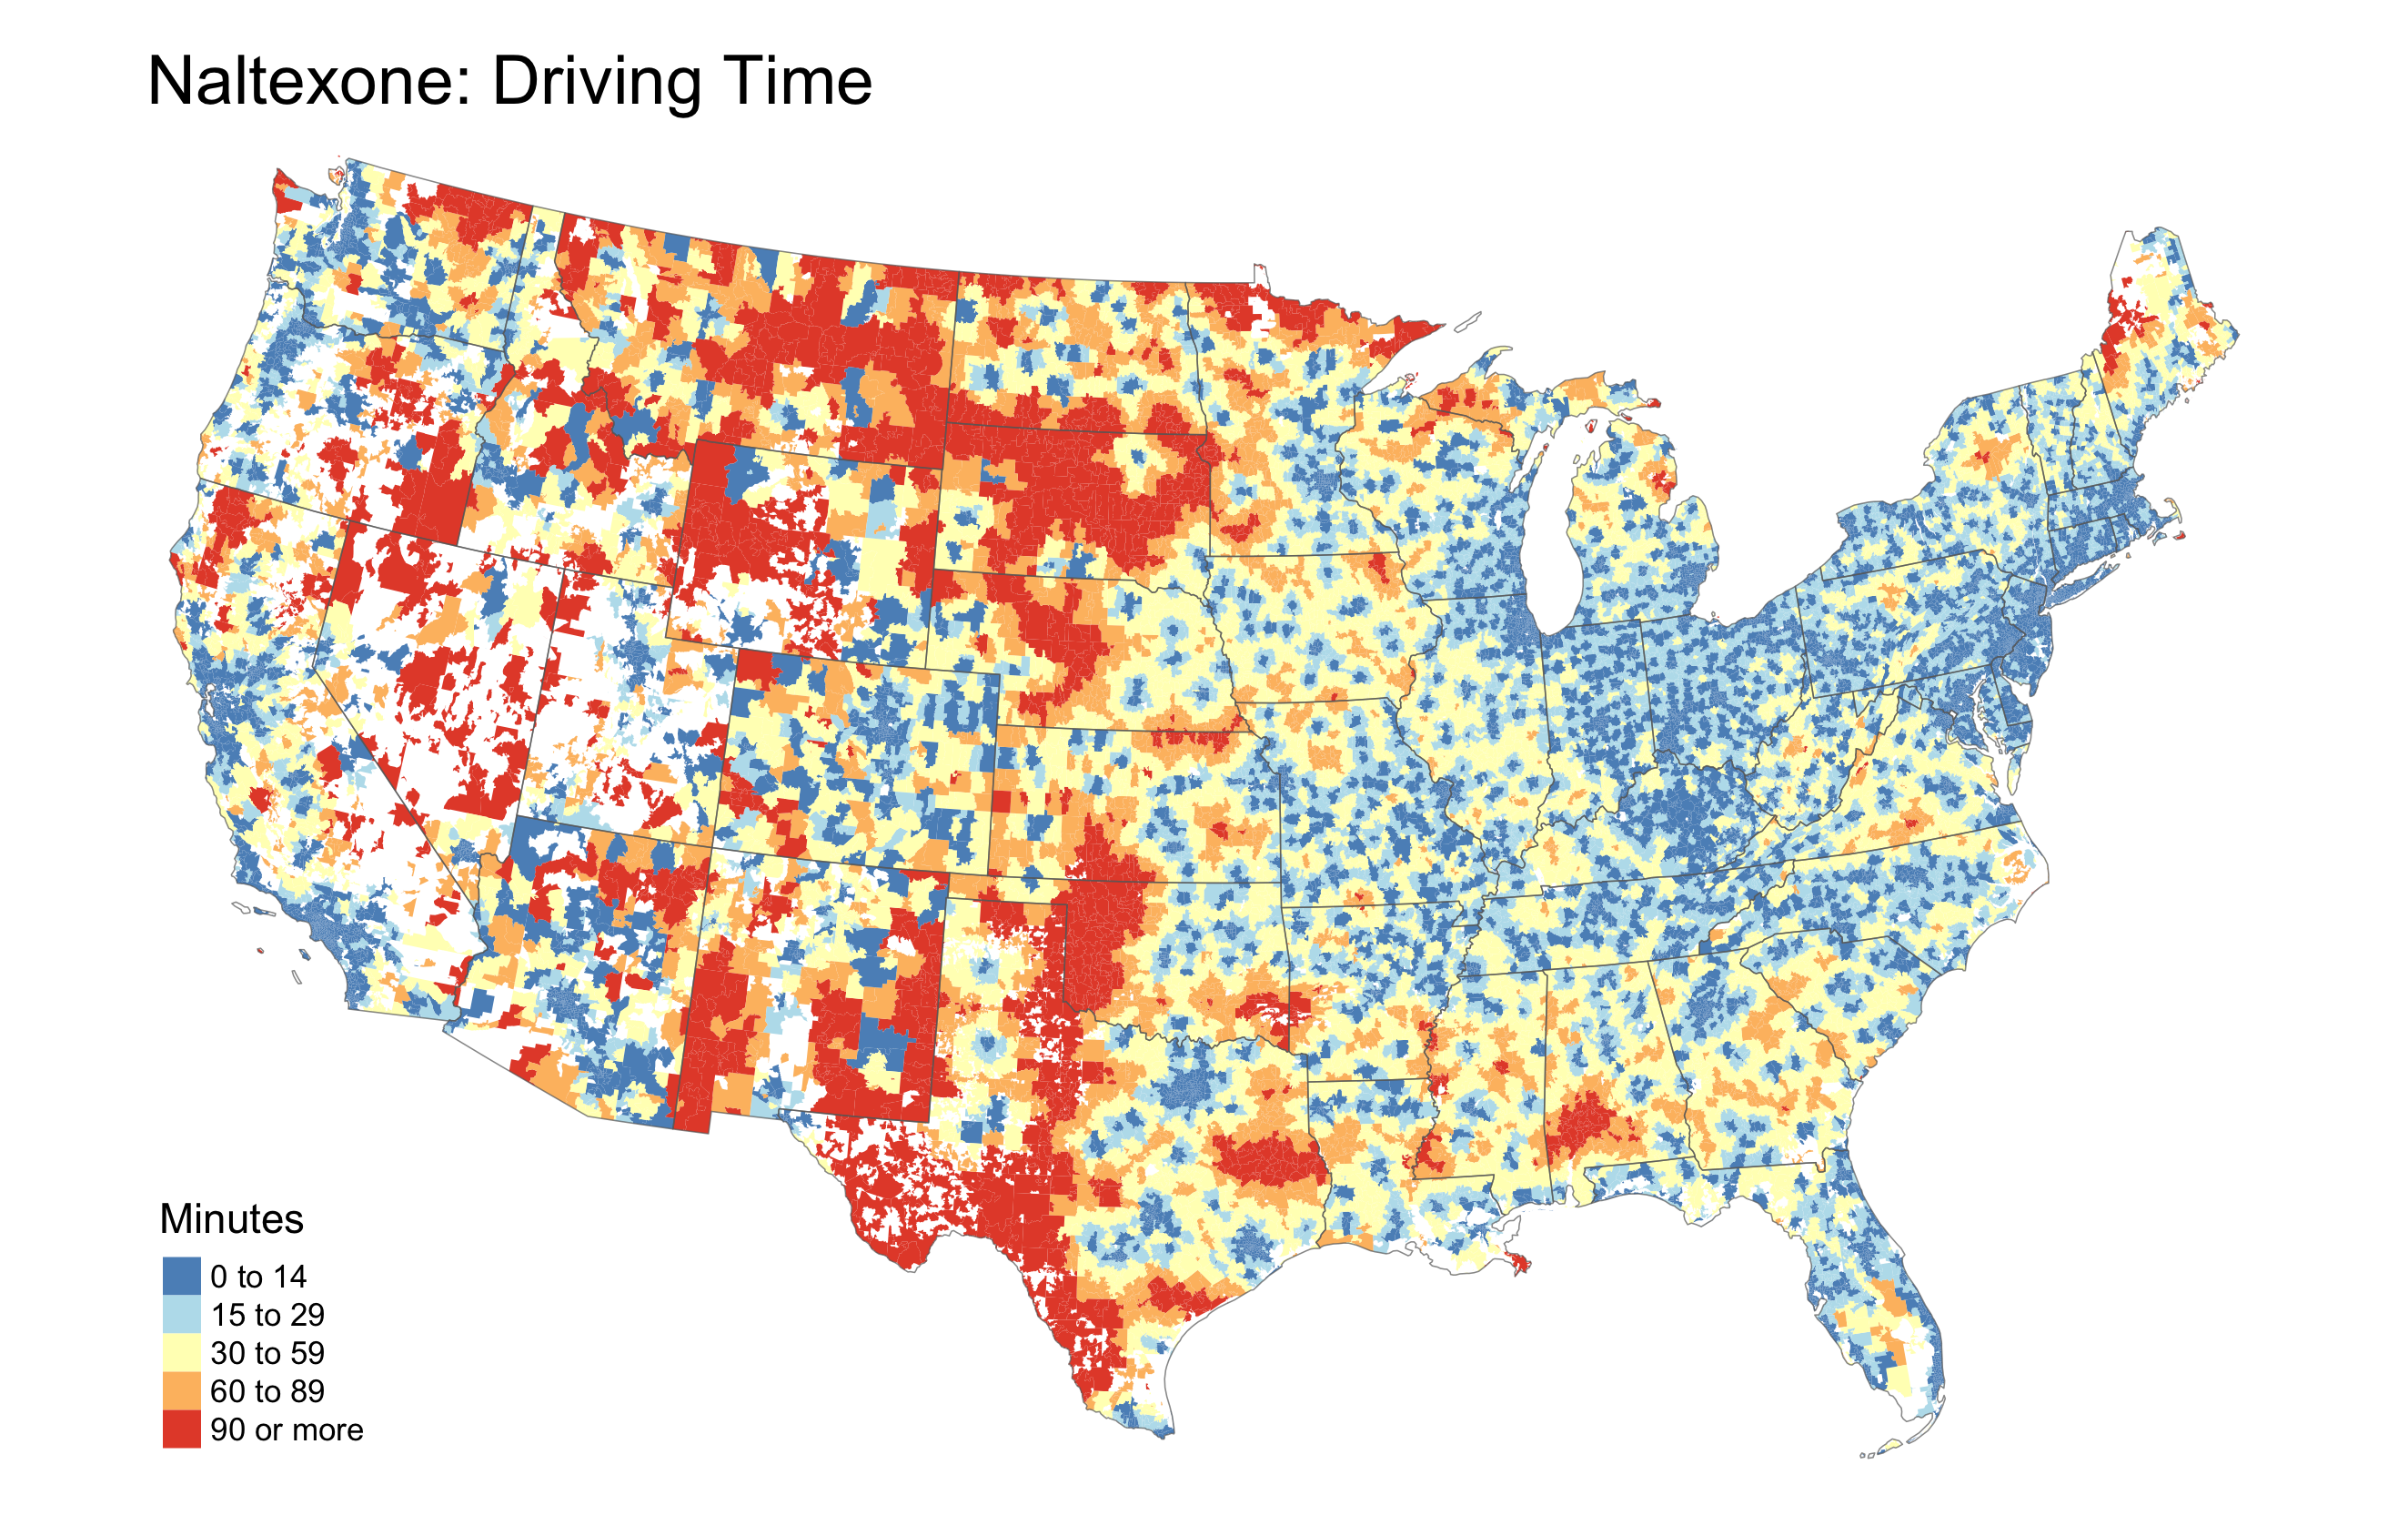 Naltexone: Driving Time
Minutes
0 to 14
15 to 29
30 to 59
60 to 89
90 or more